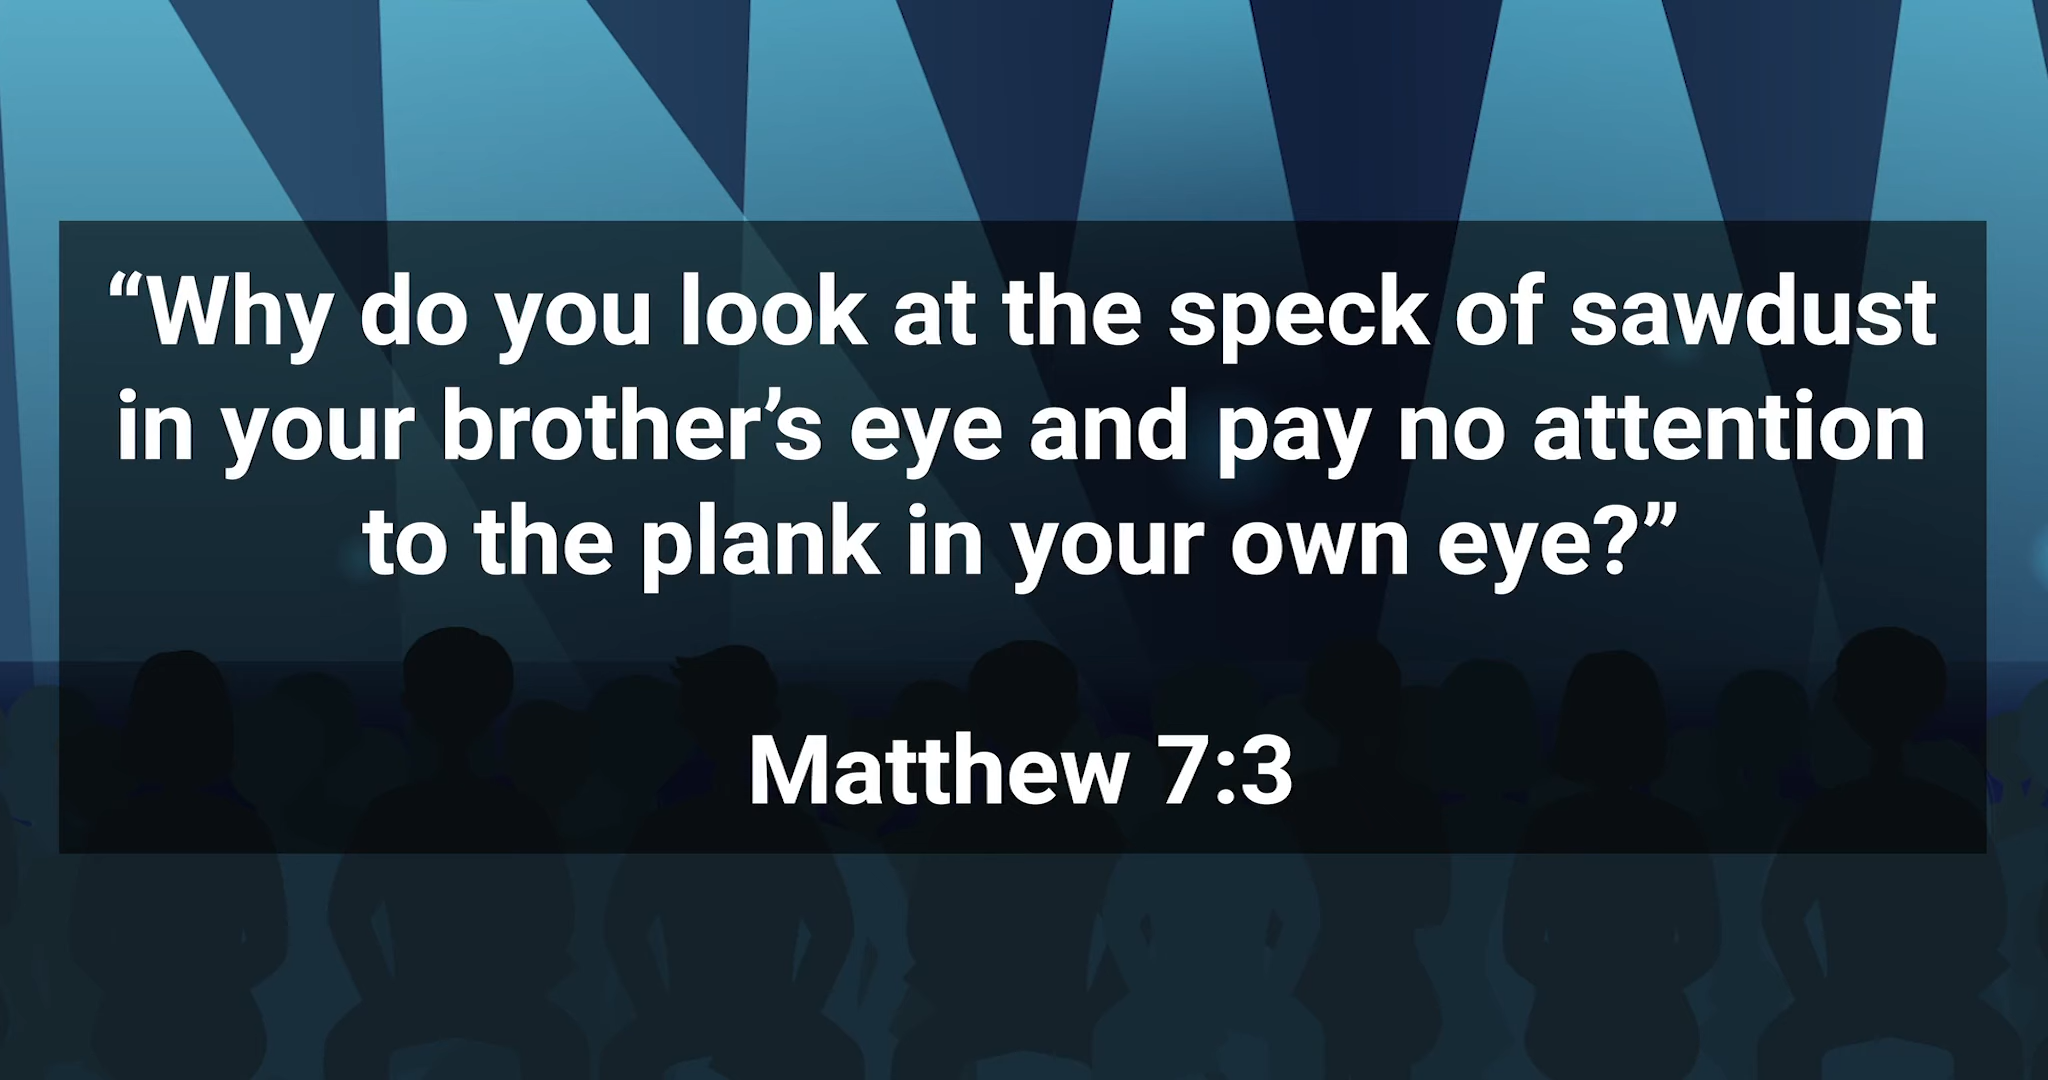 “Why do you look at the speck of sawdust
in your brother’s eye and pay no attention
to the plank in your own eye?”
Matthew 7:3